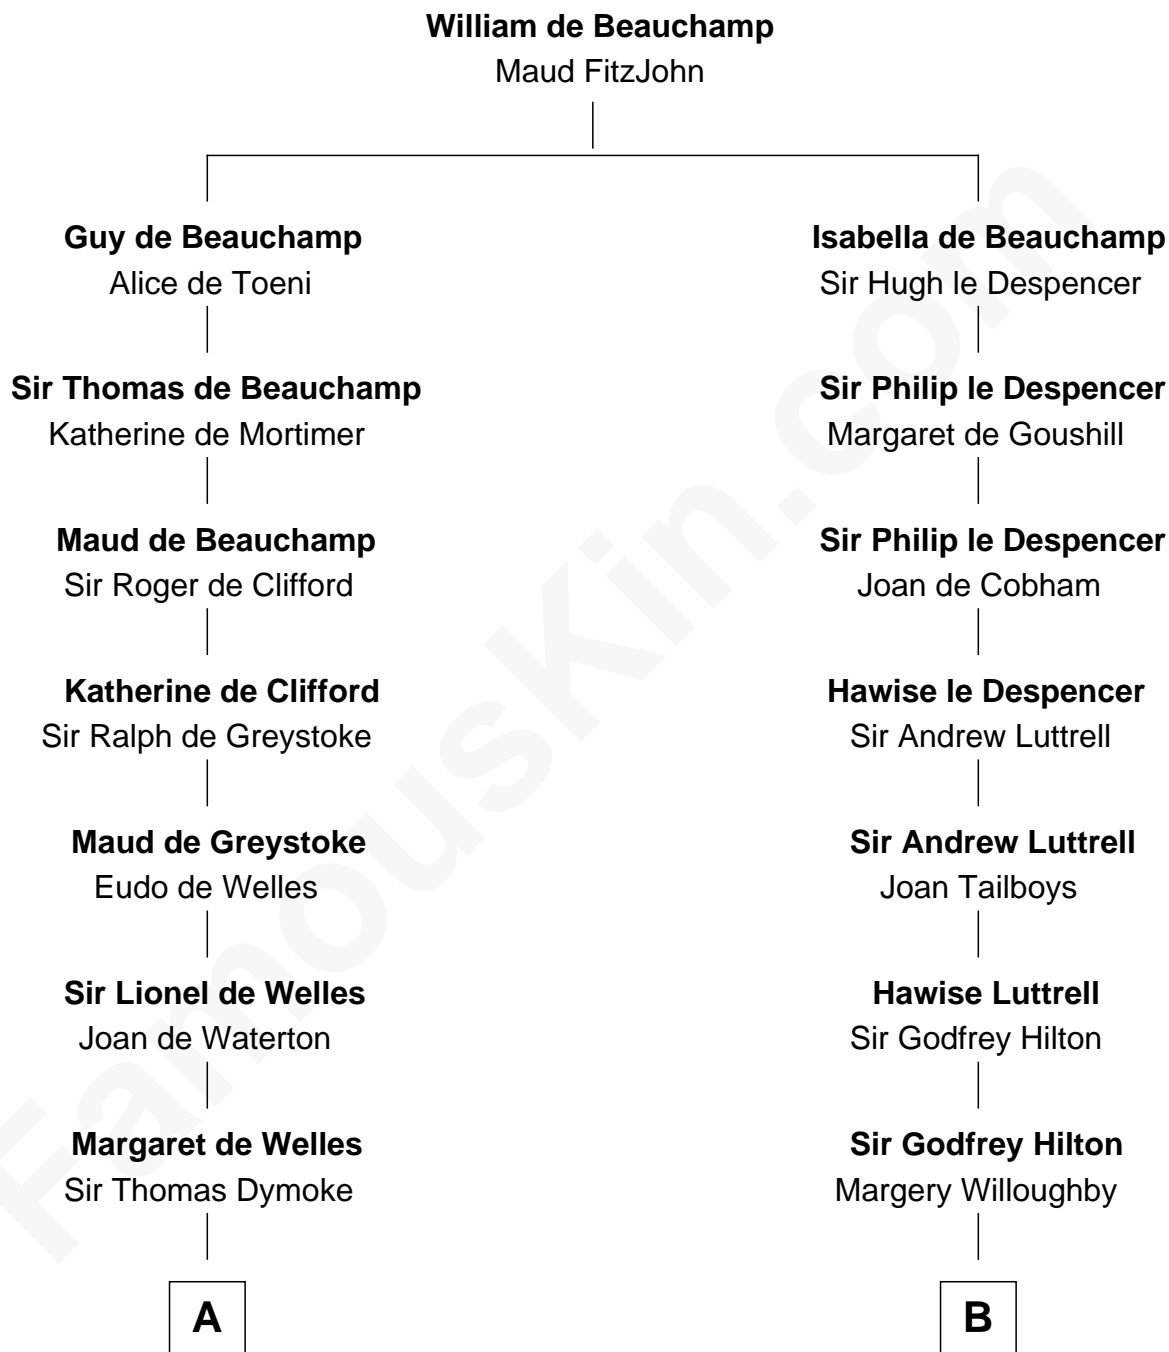 William de Beauchamp
Maud FitzJohn
Guy de Beauchamp
Alice de Toeni
Isabella de Beauchamp
Sir Hugh le Despencer
Sir Thomas de Beauchamp
Katherine de Mortimer
Sir Philip le Despencer
Margaret de Goushill
Maud de Beauchamp
Sir Roger de Clifford
Sir Philip le Despencer
Joan de Cobham
Katherine de Clifford
Sir Ralph de Greystoke
Hawise le Despencer
Sir Andrew Luttrell
Maud de Greystoke
Eudo de Welles
Sir Andrew Luttrell
Joan Tailboys
Sir Lionel de Welles
Joan de Waterton
Hawise Luttrell
Sir Godfrey Hilton
Margaret de Welles
Sir Thomas Dymoke
Sir Godfrey Hilton
Margery Willoughby
A
B
FamousKin.com